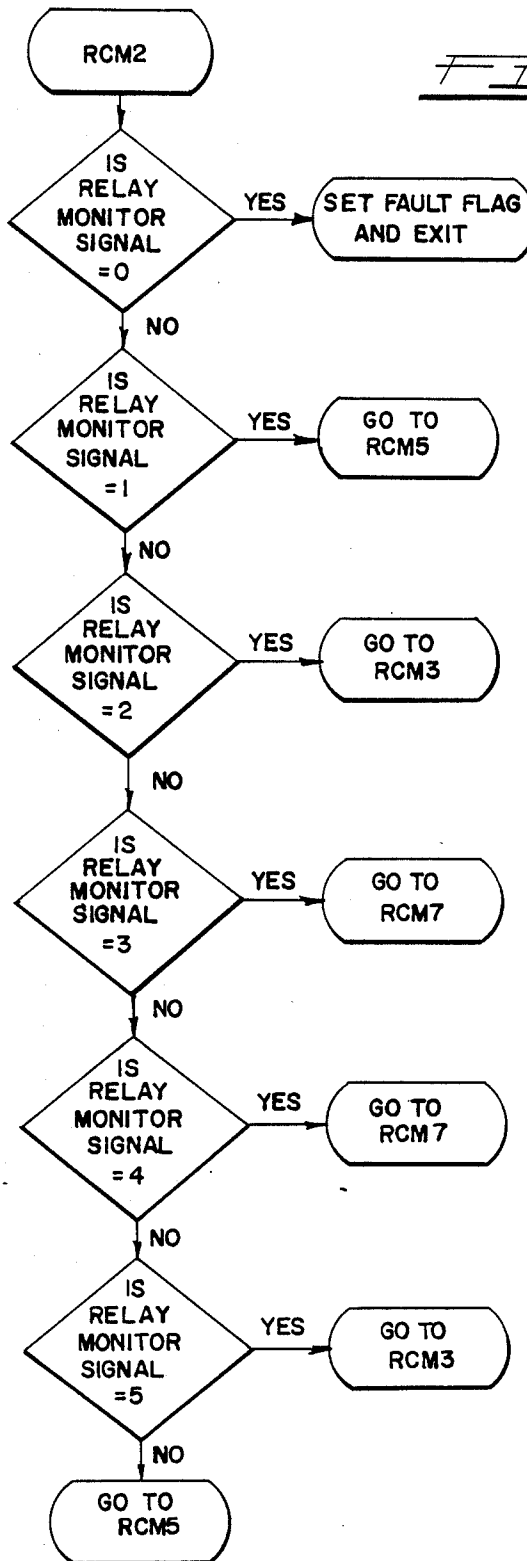 RCM2
IS
RELAY
MONITOR
SIGNAL
=0
YES
SET FAULT FLAG
AND EXIT
NO
IS
RELAY
MONITOR
SIGNAL
=1
YES
GO TO
RCM5
NO
IS
RELAY
MONITOR
SIGNAL
=2
YES
GO TO
RCM3
NO
IS
RELAY
MONITOR
SIGNAL
=3
YES
GO TO
RCM7
NO
IS
RELAY
MONITOR
SIGNAL
=4
YES
GO TO
RCM7
NO
IS
RELAY
MONITOR
SIGNAL
=5
YES
GO TO
RCM3
NO
GO TO
RCM5